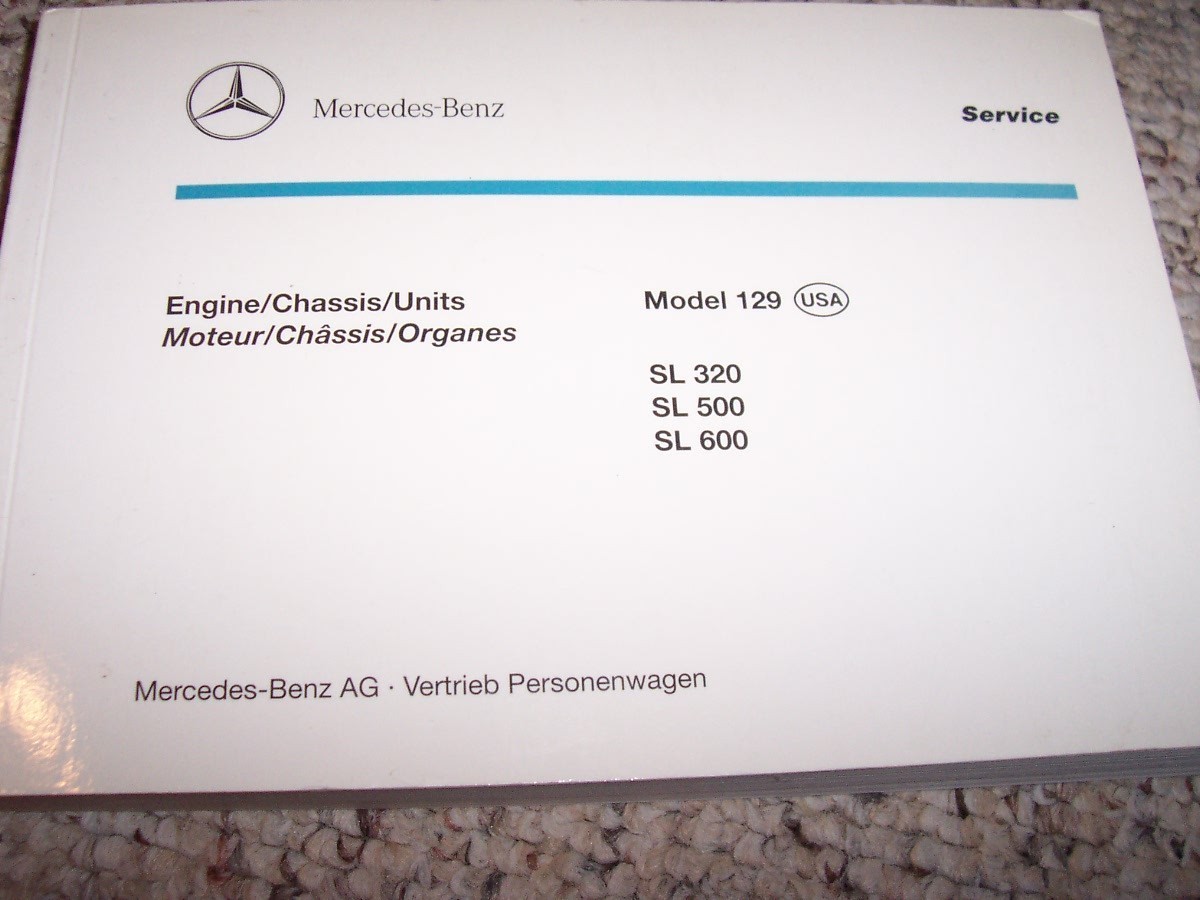 Mercedes-Benz
Service
Engine/Chassis/Units
Moteur/Châssis/Organes
Model 129 USA
SL 320
SL 500
SL 600
Mercedes-Benz AG · Vertrieb Personenwagen